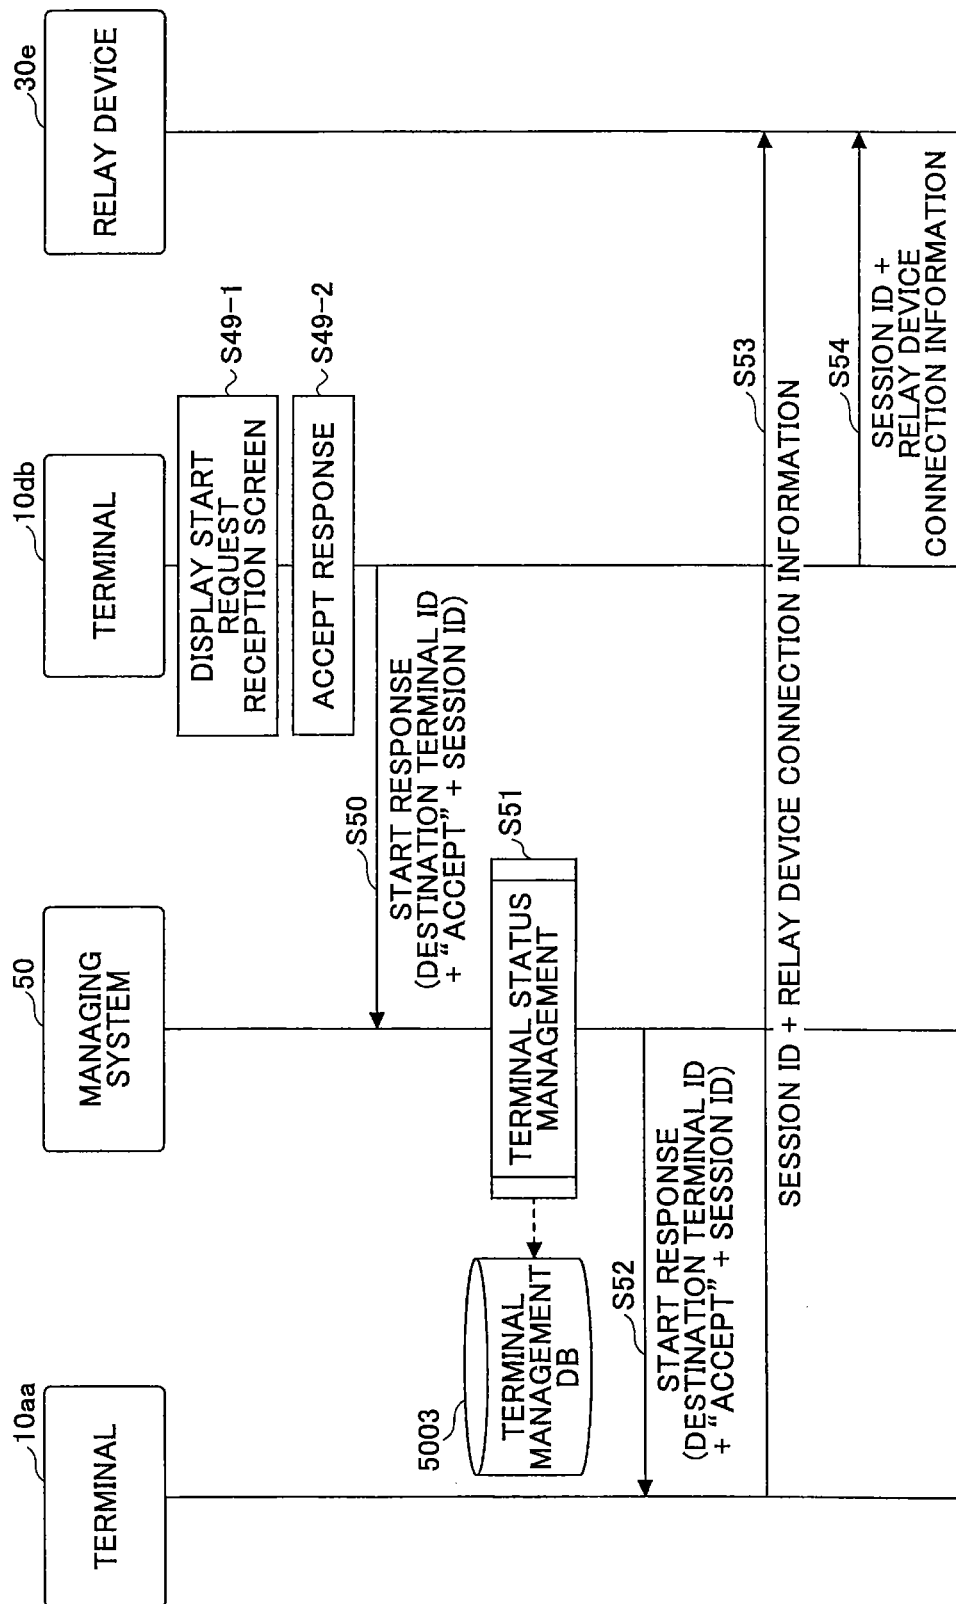 10aa
TERMINAL
50
MANAGING
SYSTEM
10db
TERMINAL
30e
RELAY DEVICE
DISPLAY START
REQUEST
RECEPTION SCREEN
S49-1
ACCEPT RESPONSE
S49-2
S50
START RESPONSE
(DESTINATION TERMINAL ID
+ “ACCEPT” + SESSION ID)
5003
TERMINAL
MANAGEMENT
DB
TERMINAL STATUS
MANAGEMENT
S51
S52
START RESPONSE
(DESTINATION TERMINAL ID
+ “ACCEPT” + SESSION ID)
S53
SESSION ID + RELAY DEVICE CONNECTION INFORMATION
S54
SESSION ID +
RELAY DEVICE
CONNECTION INFORMATION